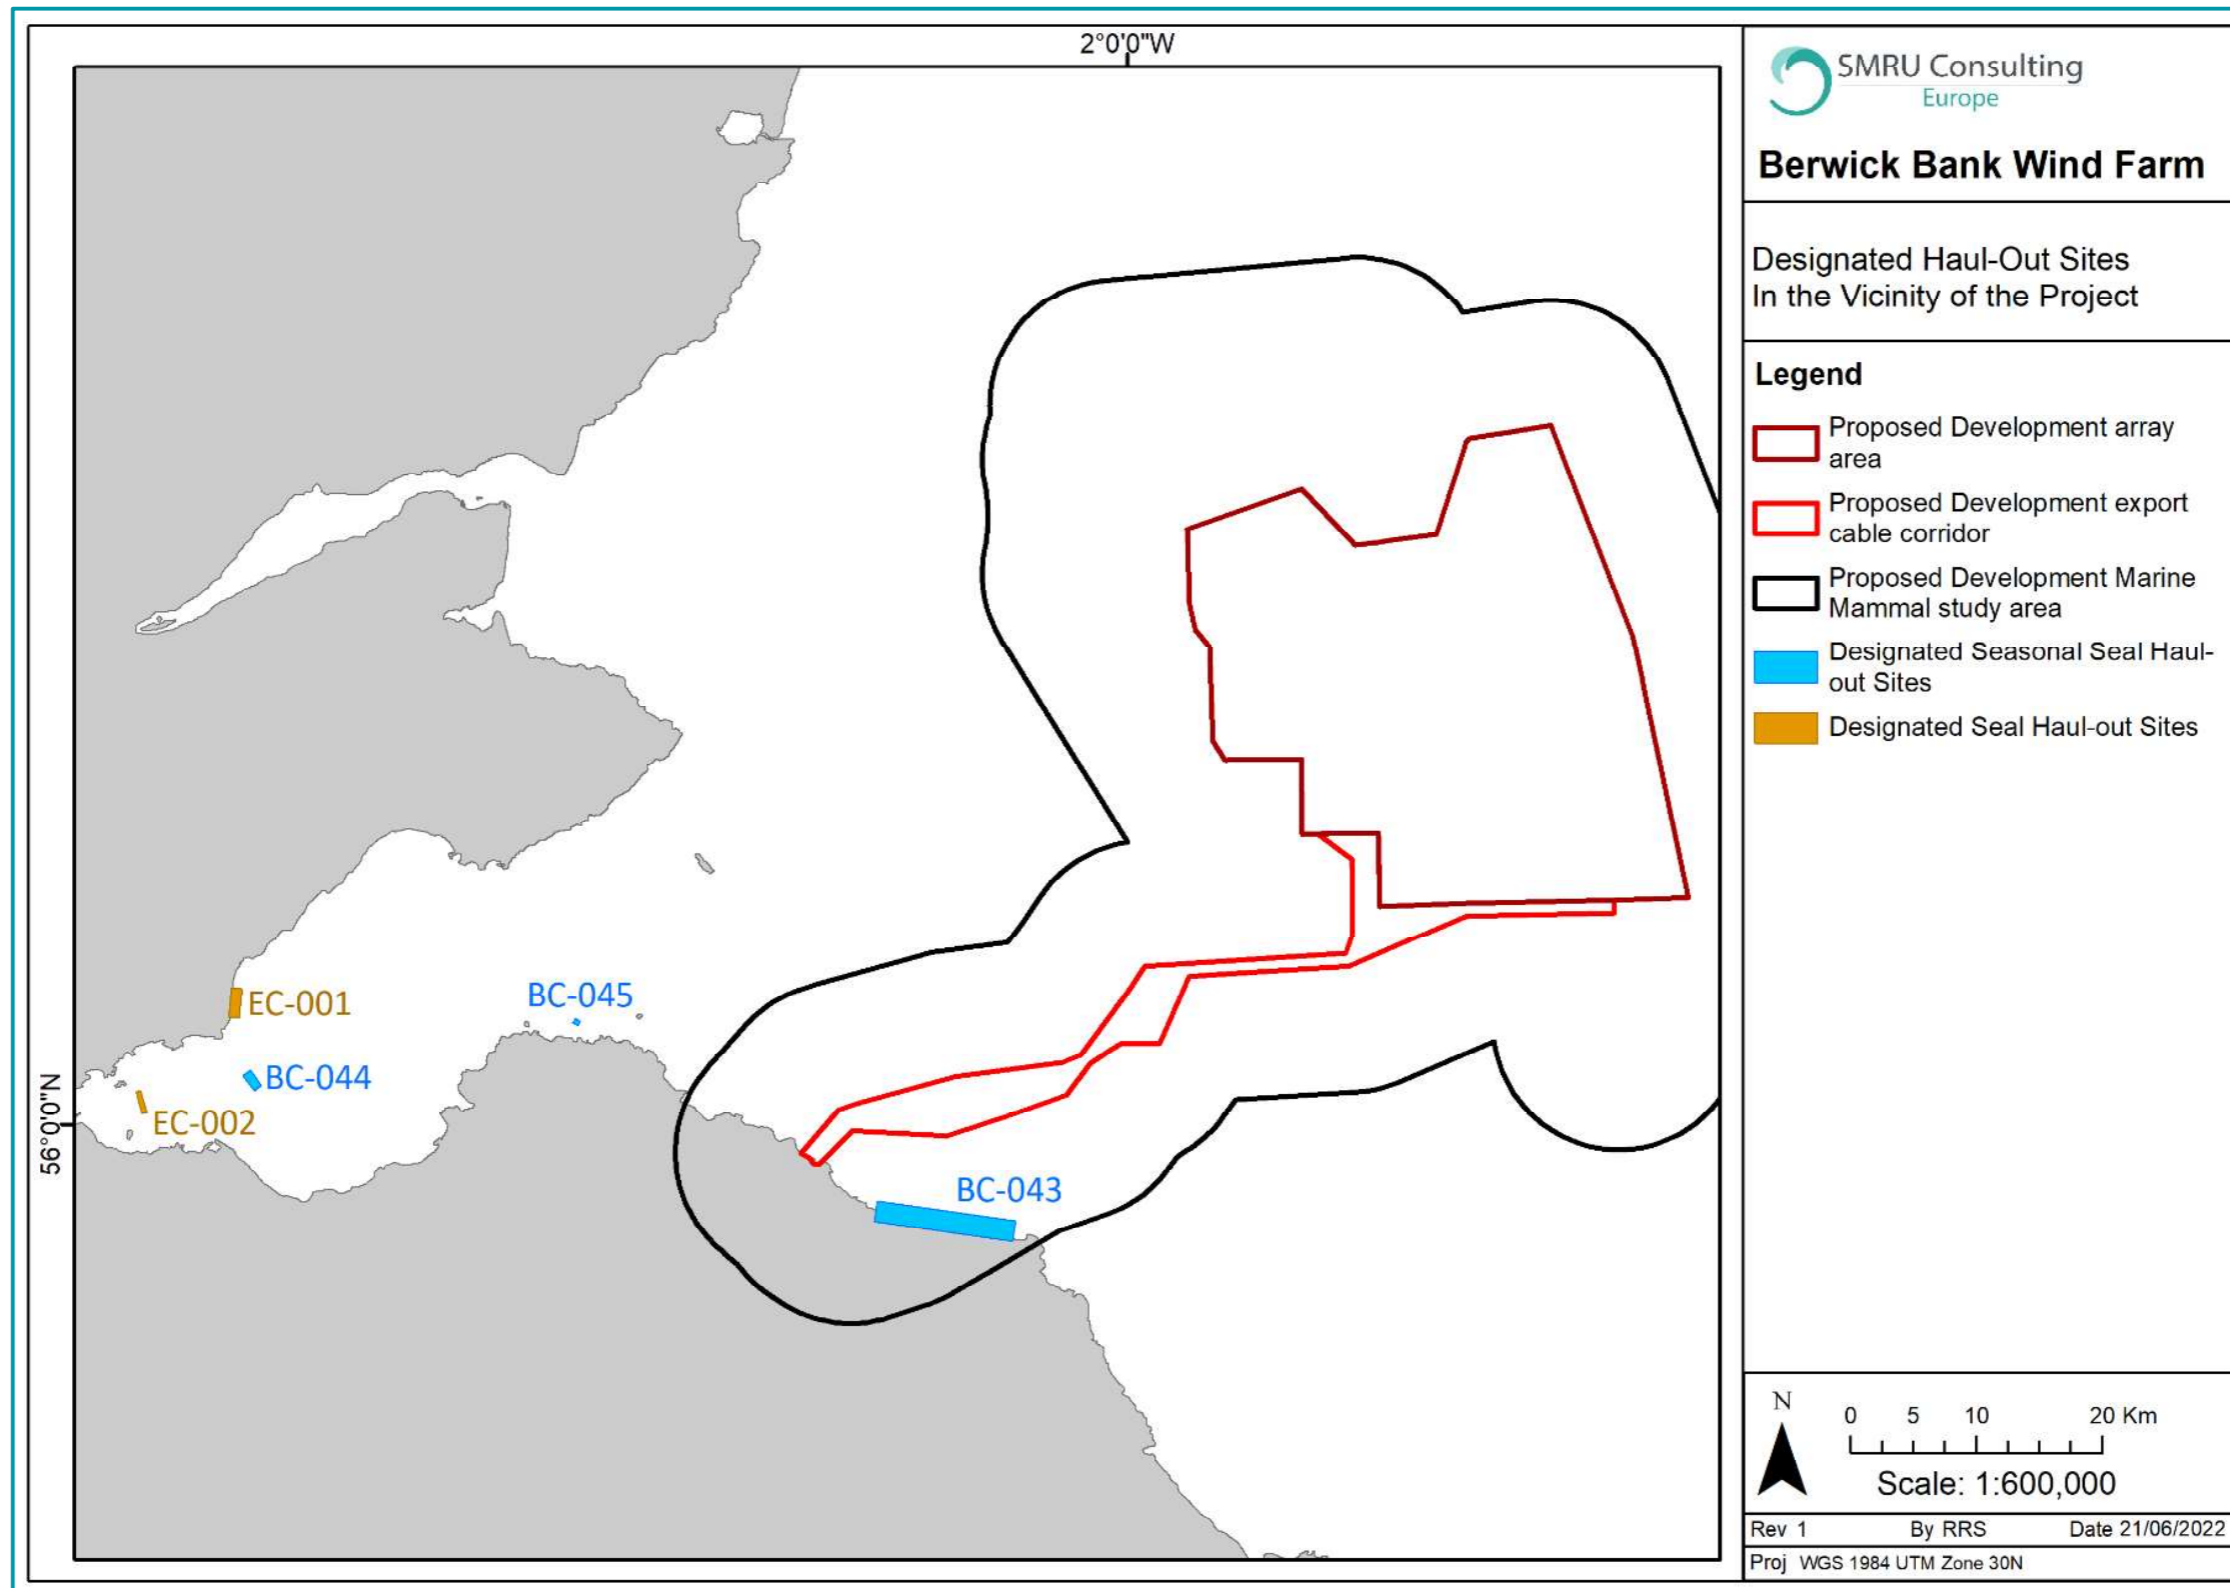 2°0'0"W
56°0'0"N
EC-001
BC-044
EC-002
BC-045
BC-043
SMRU Consulting
Europe
Berwick Bank Wind Farm
Designated Haul-Out Sites
In the Vicinity of the Project
Legend
Proposed Development array
area
Proposed Development export
cable corridor
Proposed Development Marine
Mammal study area
Designated Seasonal Seal Haul-
out Sites
Designated Seal Haul-out Sites
N
0 5 10 20 Km
Scale: 1:600,000
Rev 1 By RRS Date 21/06/2022
Proj WGS 1984 UTM Zone 30N